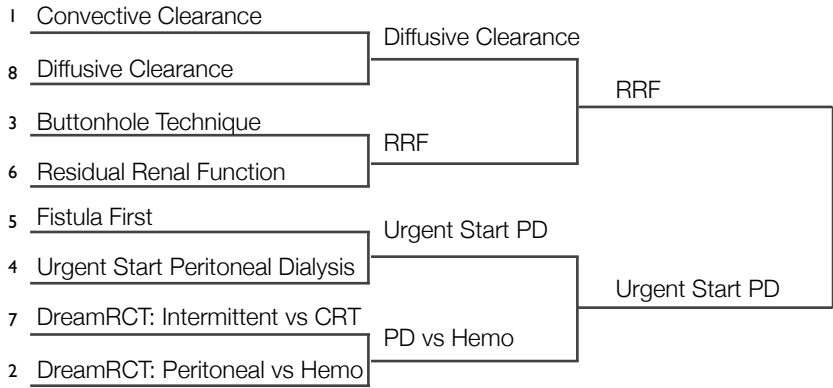 1 Convective Clearance
8 Diffusive Clearance
3 Buttonhole Technique
6 Residual Renal Function
5 Fistula First
4 Urgent Start Peritoneal Dialysis
7 DreamRCT: Intermittent vs CRT
2 DreamRCT: Peritoneal vs Hemo
Diffusive Clearance
RRF
Urgent Start PD
PD vs Hemo
RRF
Urgent Start PD